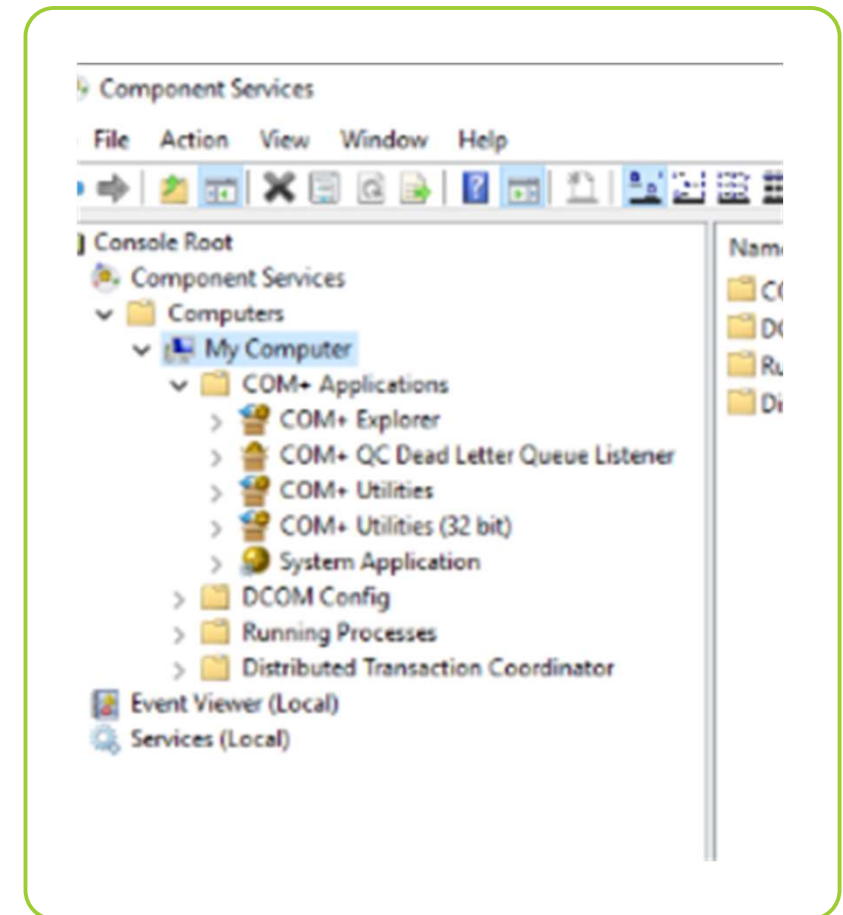 Component Services
File Action View Window Help
Console Root
Component Services
Computers
My Computer
COM+ Applications
COM+ Explorer
COM+ QC Dead Letter Queue Listener
COM+ Utilities
COM+ Utilities (32 bit)
System Application
DCOM Config
Running Processes
Distributed Transaction Coordinator
Event Viewer (Local)
Services (Local)